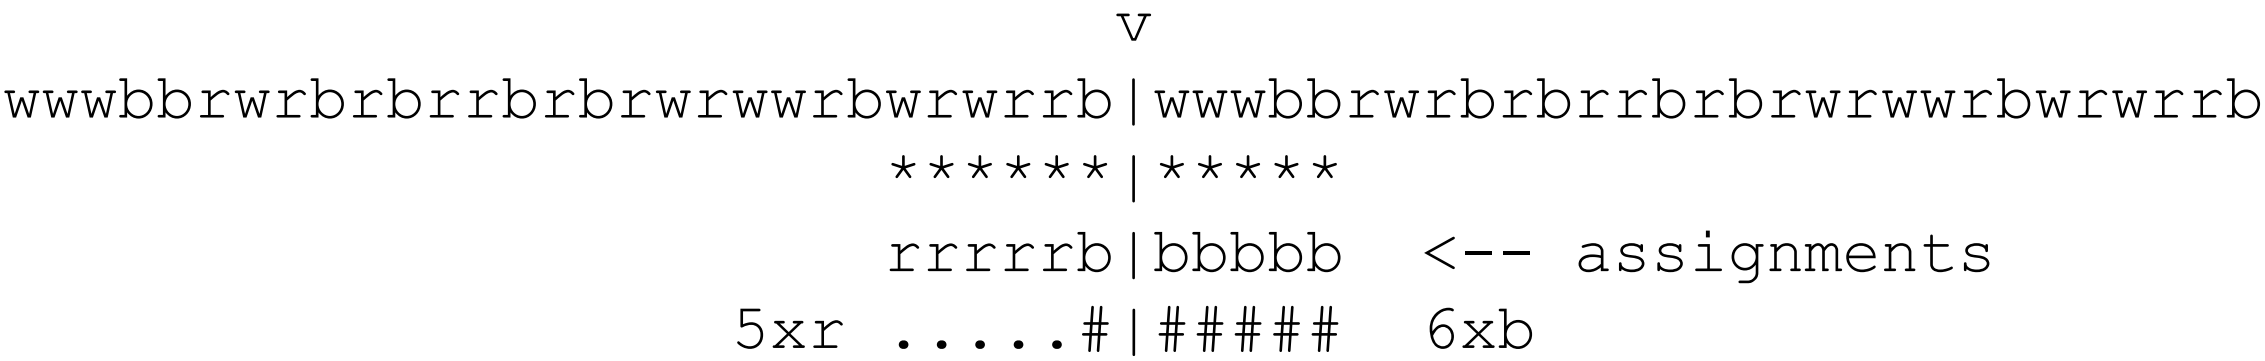 v
wwwbbrwrbrbrrbrbrwrwwrbwrwrrb|wwwbbrwrbrbrrbrbrwrwwrbwrwrrb
                       ******|*****
                       rrrrrb|bbbbb  <-- assignments
                   5xr .....#|#####  6xb